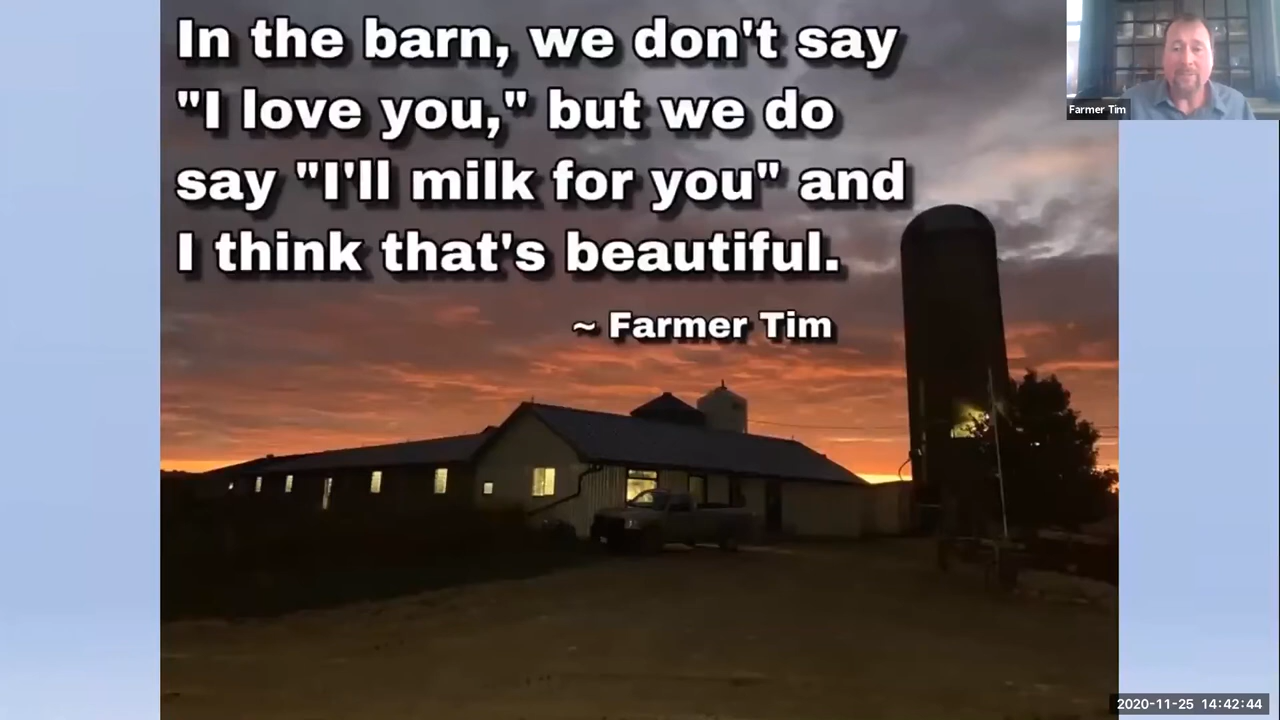 In the barn, we don't say
"I love you," but we do
say "I'll milk for you" and
I think that's beautiful.
~ Farmer Tim
Farmer Tim
2020-11-25 14:42:44